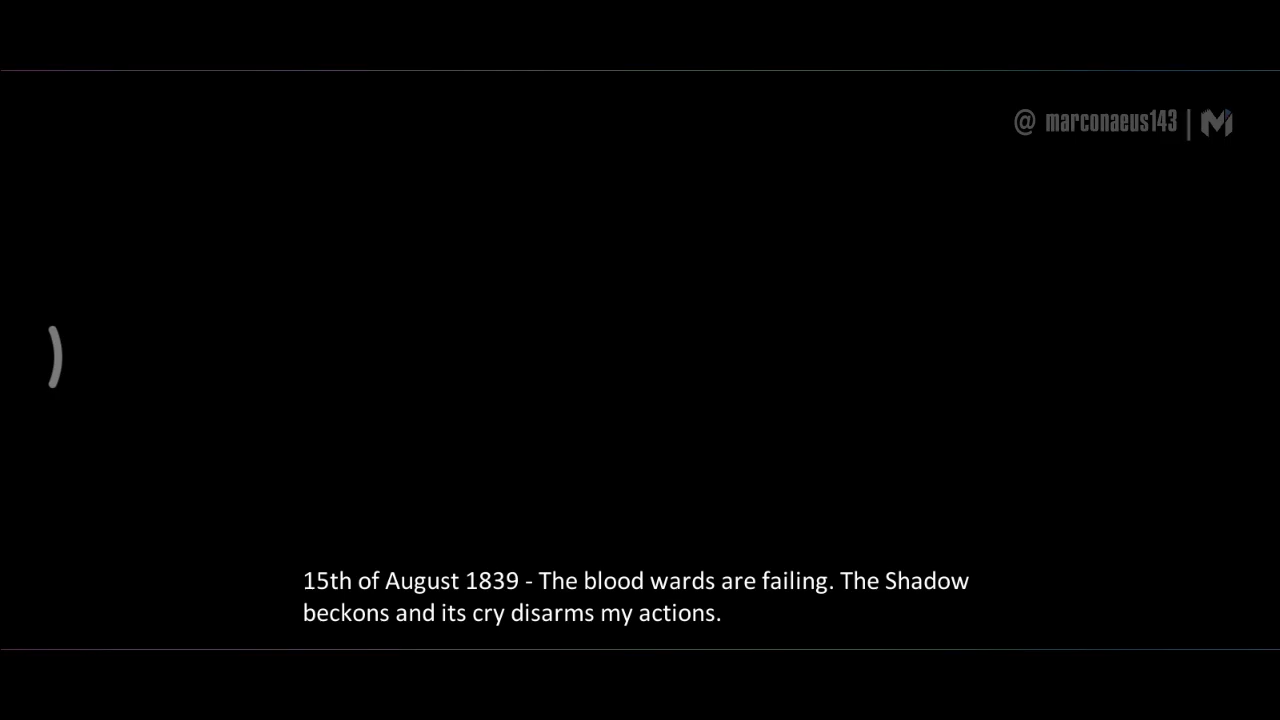 @ marconaeus143 | M
15th of August 1839 - The blood wards are failing. The Shadow
beckons and its cry disarms my actions.